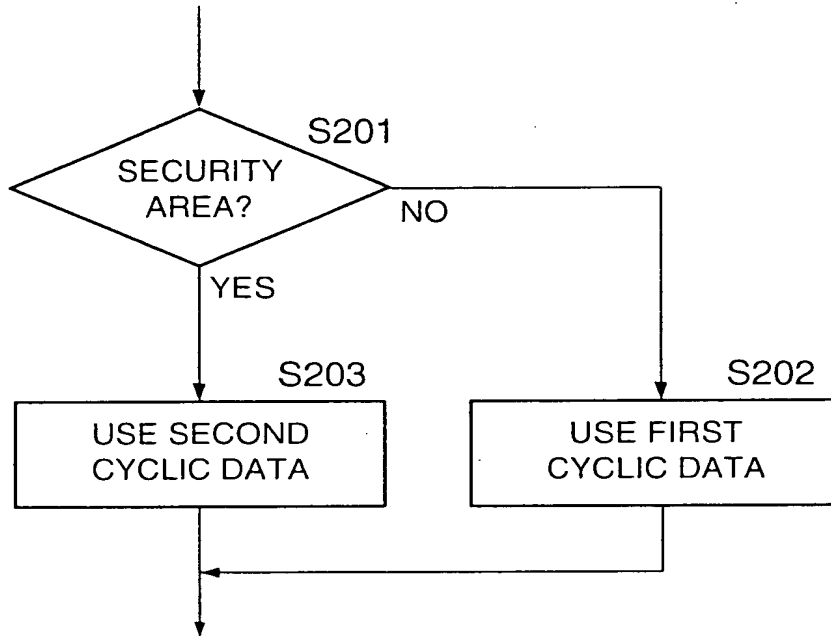 S201
SECURITY
AREA?
NO
YES
S203
S202
USE SECOND
CYCLIC DATA
USE FIRST
CYCLIC DATA